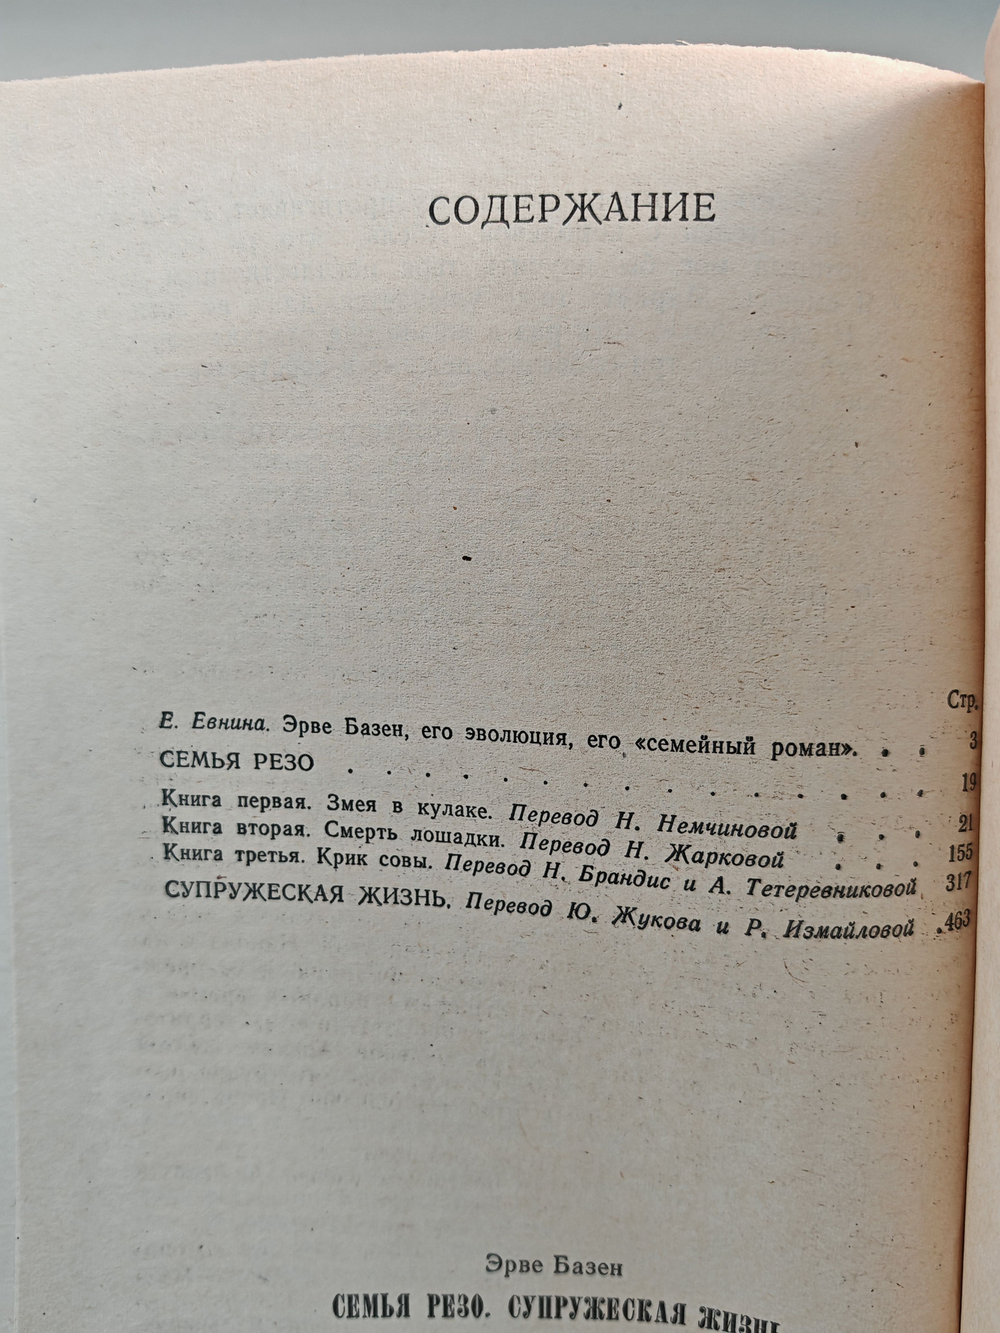 СОДЕРЖАНИЕ
Стр.
Е. Евнина. Эрве Базен, его эволюция, его «семейный роман». . . 3
СЕМЬЯ РЕЗО . . . . . . . . . . . . . . . 19
Книга первая. Змея в кулаке. Перевод Н. Немчиновой . . . 21
Книга вторая. Смерть лошадки. Перевод Н. Жарковой . . . 155
Книга третья. Крик совы. Перевод Н. Брандис и А. Тетеревниковой 317
СУПРУЖЕСКАЯ ЖИЗНЬ. Перевод Ю. Жукова и Р. Измайловой . 463
Эрве Базен
СЕМЬЯ РЕЗО. СУПРУЖЕСКАЯ ЖИЗНЬ